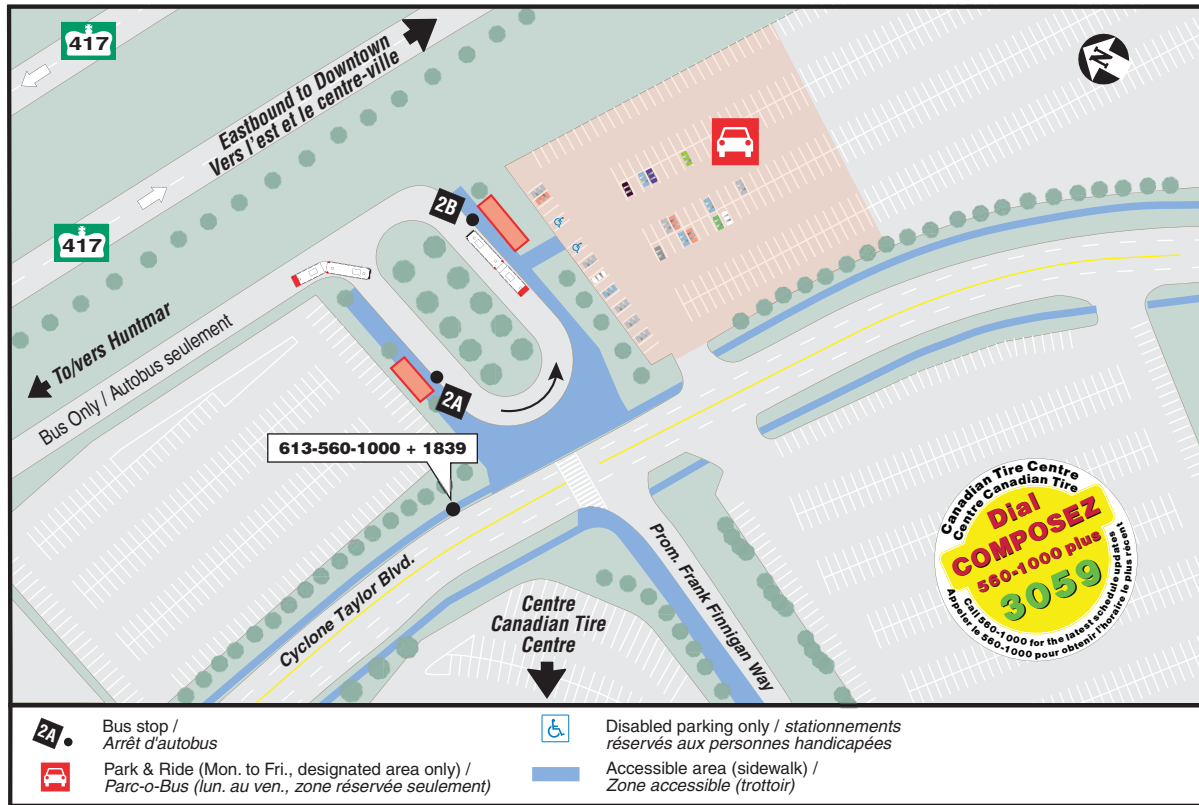 417
Eastbound to Downtown
Vers l'est et le centre-ville
N
2B
417
To/vers Huntmar
Bus Only / Autobus seulement
2A
613-560-1000 + 1839
Cyclone Taylor Blvd.
Prom. Frank Finnigan Way
Centre
Canadian Tire
Centre
Canadian Tire Centre
Centre Canadian Tire
Dial
COMPOSEZ
560-1000 plus
3059
Call 560-1000 for the latest schedule updates
Appeler le 560-1000 pour obtenir l'horaire le plus récent
2A
Bus stop /
Arrêt d'autobus
Park & Ride (Mon. to Fri., designated area only) /
Parc-o-Bus (lun. au ven., zone réservée seulement)
Disabled parking only / stationnements
réservés aux personnes handicapées
Accessible area (sidewalk) /
Zone accessible (trottoir)